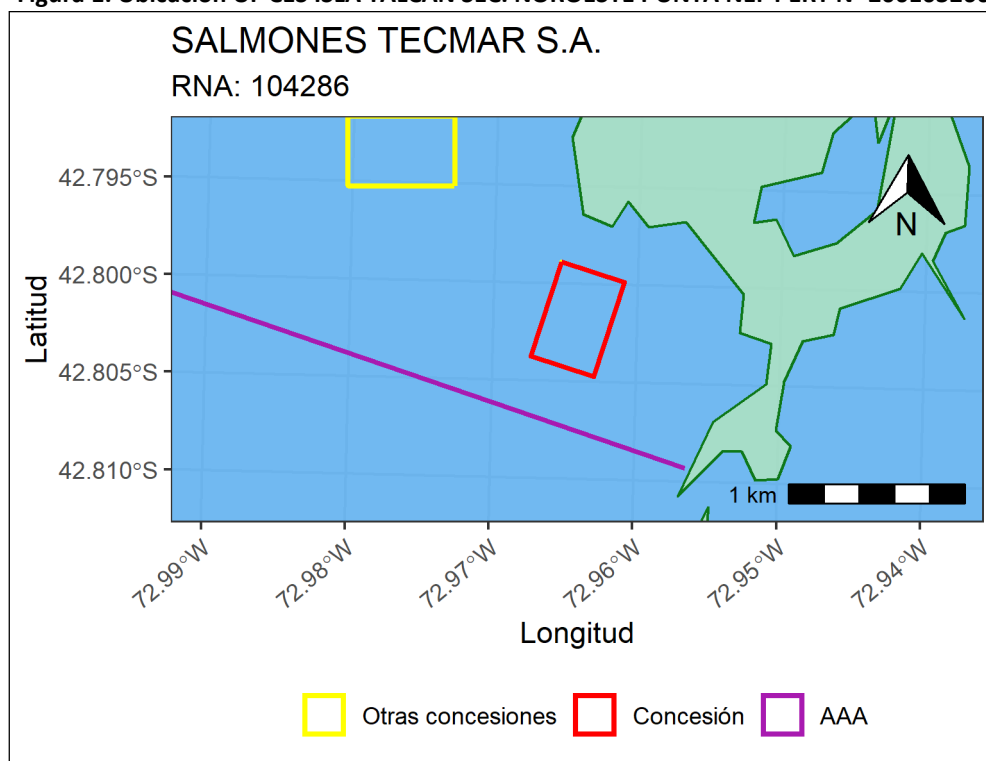 SALMONES TECMAR S.A.
RNA: 104286
42.795°S
42.800°S
42.805°S
42.810°S
Latitud
N
1 km
72.99°W
72.98°W
72.97°W
72.96°W
72.95°W
72.94°W
Longitud
Otras concesiones
Concesión
AAA